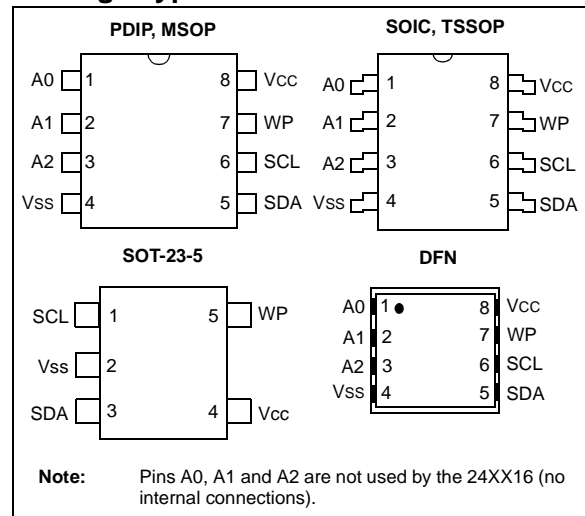 PDIP, MSOP
A0 1 8 VCC
A1 2 7 WP
A2 3 6 SCL
VSS 4 5 SDA
SOIC, TSSOP
A0 1 8 VCC
A1 2 7 WP
A2 3 6 SCL
VSS 4 5 SDA
SOT-23-5
SCL 1 5 WP
Vss 2
SDA 3 4 Vcc
DFN
A0 1 8 VCC
A1 2 7 WP
A2 3 6 SCL
VSS 4 5 SDA
Note: Pins A0, A1 and A2 are not used by the 24XX16 (no
internal connections).